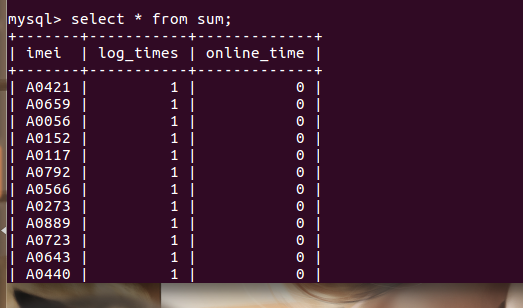 mysql> select * from sum;
+-------+-----------+-------------+
| imei | log_times | online_time |
+-------+-----------+-------------+
| A0421 | 1 | 0 |
| A0659 | 1 | 0 |
| A0056 | 1 | 0 |
| A0152 | 1 | 0 |
| A0117 | 1 | 0 |
| A0792 | 1 | 0 |
| A0566 | 1 | 0 |
| A0273 | 1 | 0 |
| A0889 | 1 | 0 |
| A0723 | 1 | 0 |
| A0643 | 1 | 0 |
| A0440 | 1 | 0 |